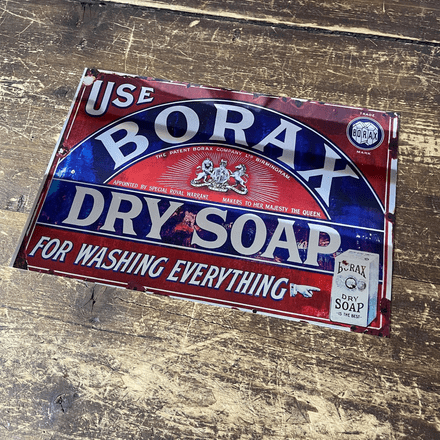 USE
BORAX
TRADE
BORAX
MARK
THE PATENT BORAX COMPANY LTD BIRMINGHAM
APPOINTED BY SPECIAL ROYAL WARRANT
MAKERS TO HER MAJESTY THE QUEEN
DRY SOAP
FOR WASHING EVERYTHING
BORAX
DRY
SOAP
IS THE BEST